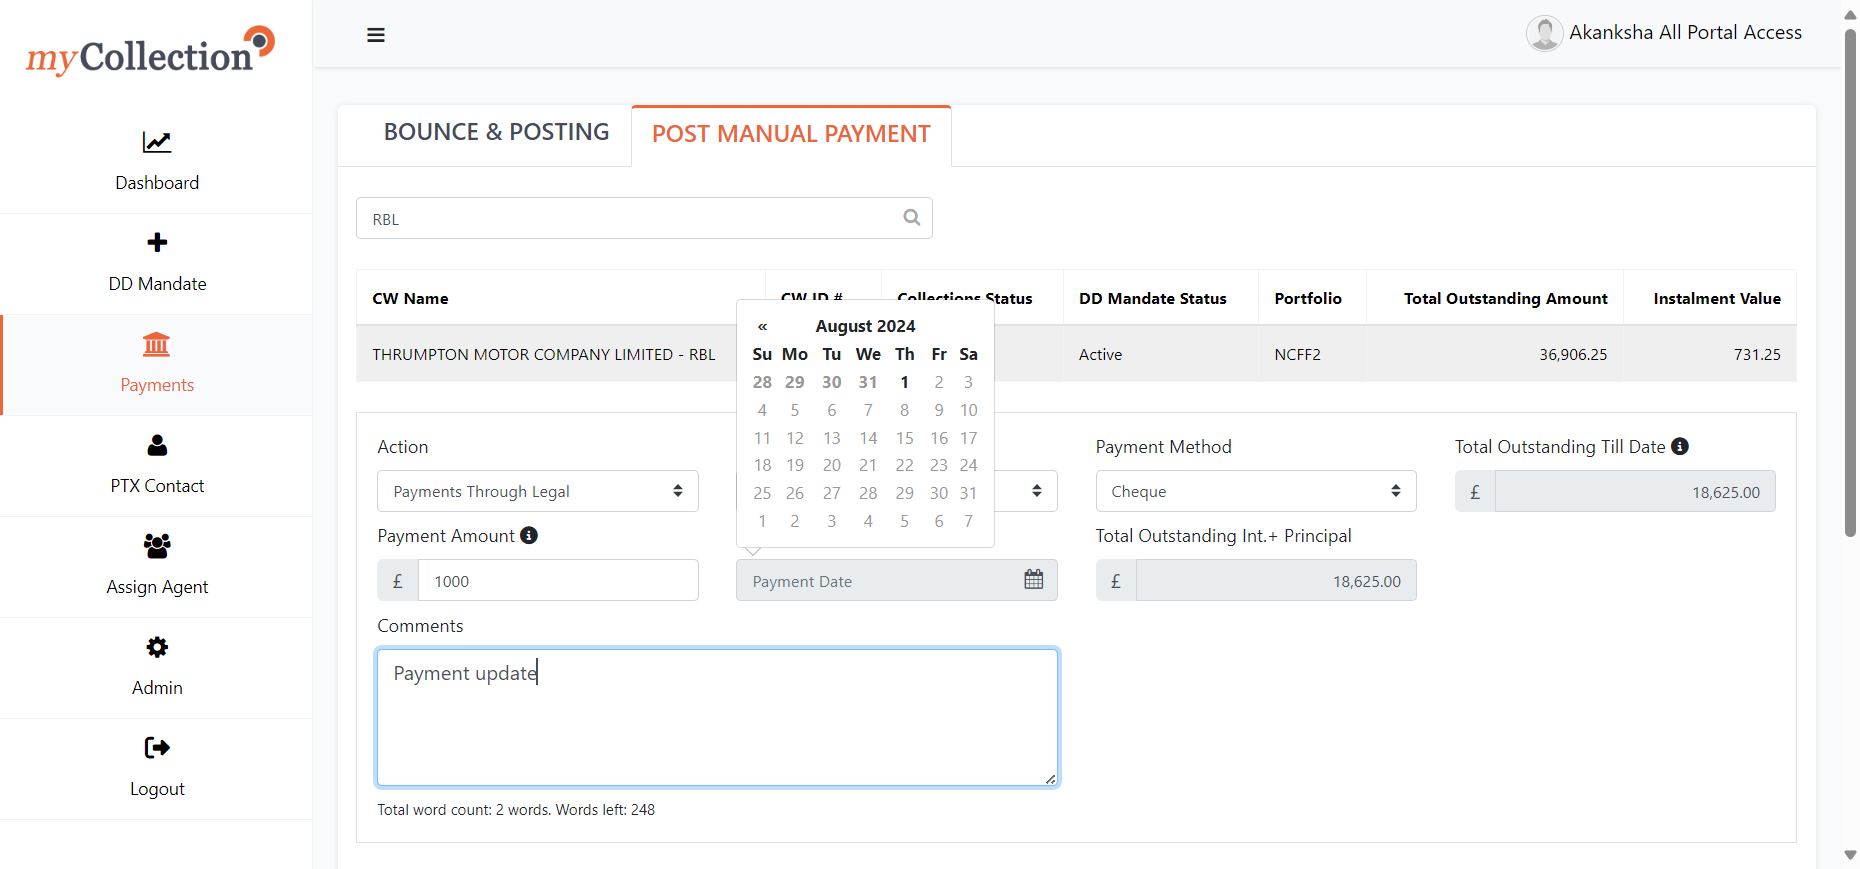 myCollection
Akanksha All Portal Access
Dashboard
DD Mandate
Payments
PTX Contact
Assign Agent
Admin
Logout
BOUNCE & POSTING
POST MANUAL PAYMENT
RBL
CW Name CW ID # Collections Status DD Mandate Status Portfolio Total Outstanding Amount Instalment Value
THRUMPTON MOTOR COMPANY LIMITED - RBL Active NCFF2 36,906.25 731.25
« August 2024
Su Mo Tu We Th Fr Sa
28 29 30 31 1 2 3
4 5 6 7 8 9 10
11 12 13 14 15 16 17
18 19 20 21 22 23 24
25 26 27 28 29 30 31
1 2 3 4 5 6 7
Action
Payments Through Legal
Payment Method
Cheque
Total Outstanding Till Date
£ 18,625.00
Payment Amount
£ 1000
Payment Date
Total Outstanding Int.+ Principal
£ 18,625.00
Comments
Payment update
Total word count: 2 words. Words left: 248